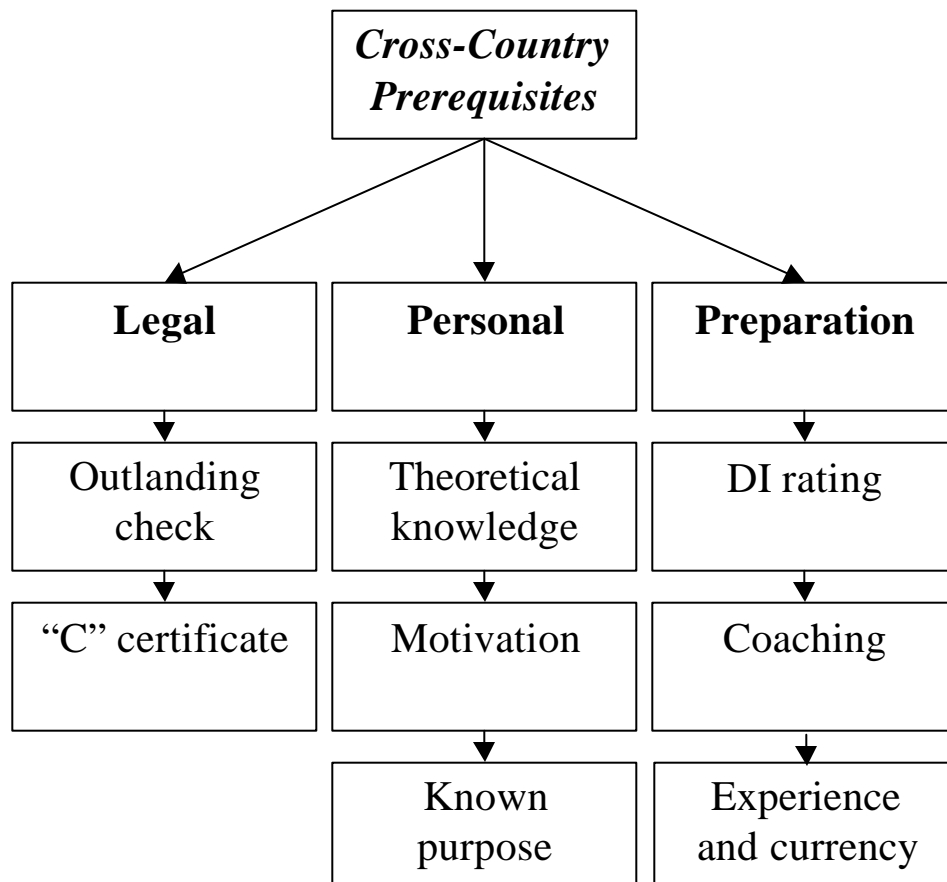 Cross-Country
Prerequisites
Legal
Personal
Preparation
Outlanding
check
Theoretical
knowledge
DI rating
“C” certificate
Motivation
Coaching
Known
purpose
Experience
and currency